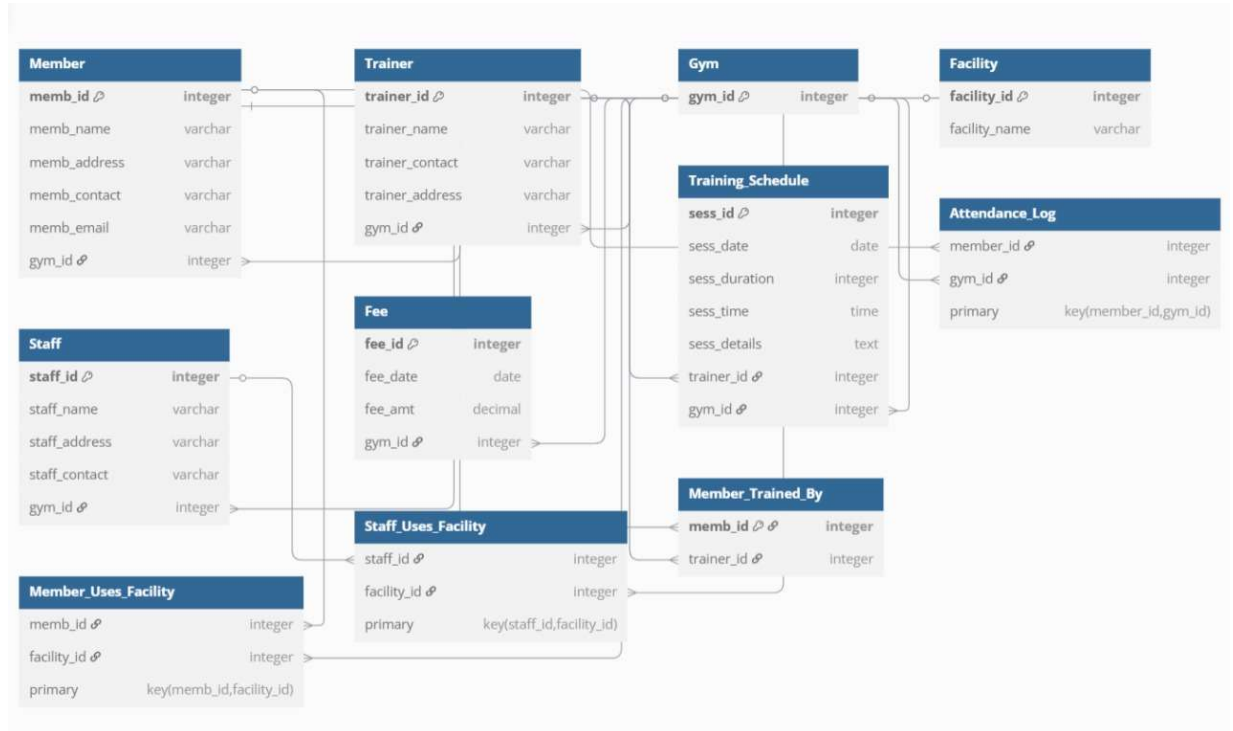 Member
memb_id integer
memb_name varchar
memb_address varchar
memb_contact varchar
memb_email varchar
gym_id integer
Trainer
trainer_id integer
trainer_name varchar
trainer_contact varchar
trainer_address varchar
gym_id integer
Gym
gym_id integer
Facility
facility_id integer
facility_name varchar
Training_Schedule
sess_id integer
sess_date date
sess_duration integer
sess_time time
sess_details text
trainer_id integer
gym_id integer
Attendance_Log
member_id integer
gym_id integer
primary key(member_id,gym_id)
Staff
staff_id integer
staff_name varchar
staff_address varchar
staff_contact varchar
gym_id integer
Fee
fee_id integer
fee_date date
fee_amt decimal
gym_id integer
Member_Trained_By
memb_id integer
trainer_id integer
Staff_Uses_Facility
staff_id integer
facility_id integer
primary key(staff_id,facility_id)
Member_Uses_Facility
memb_id integer
facility_id integer
primary key(memb_id,facility_id)